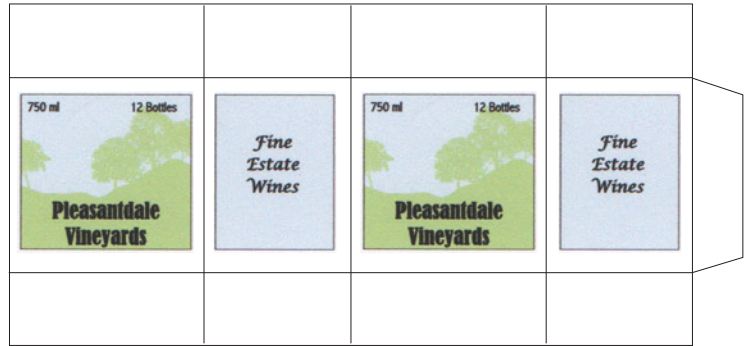 750 ml 12 Bottles
Pleasantdale
Vineyards
Fine
Estate
Wines
750 ml 12 Bottles
Pleasantdale
Vineyards
Fine
Estate
Wines